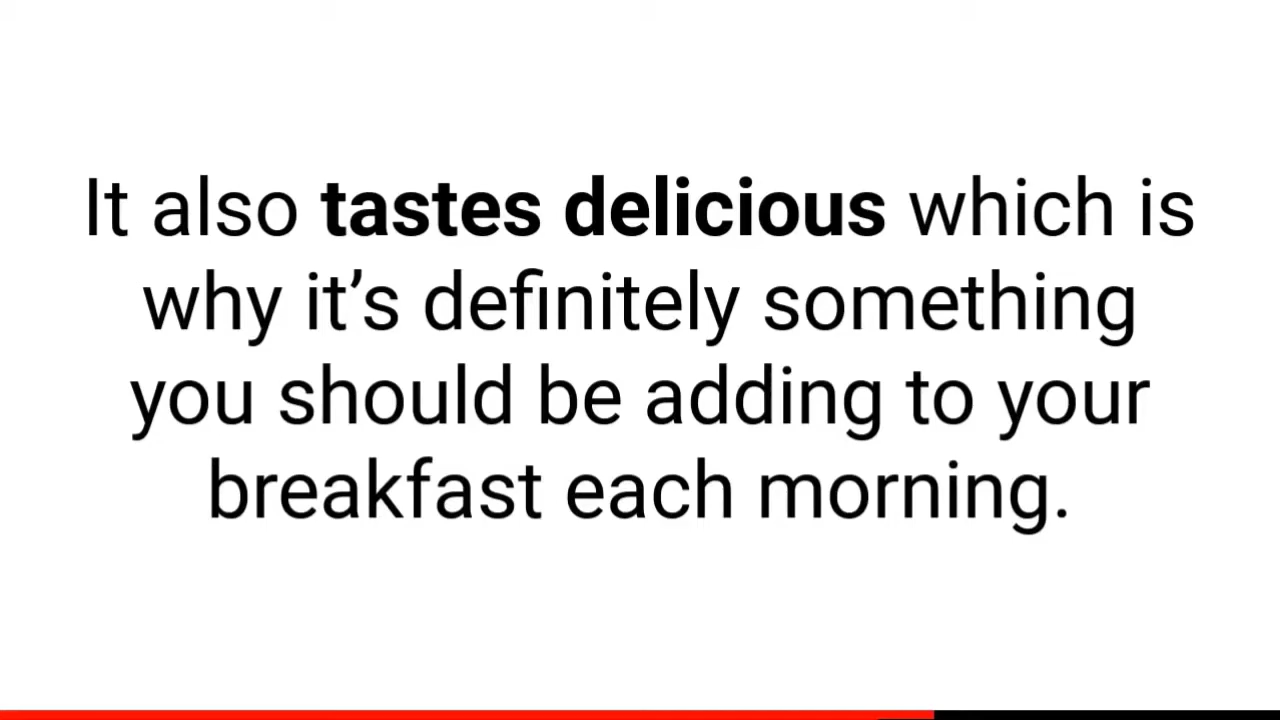 It also tastes delicious which is
why it’s definitely something
you should be adding to your
breakfast each morning.